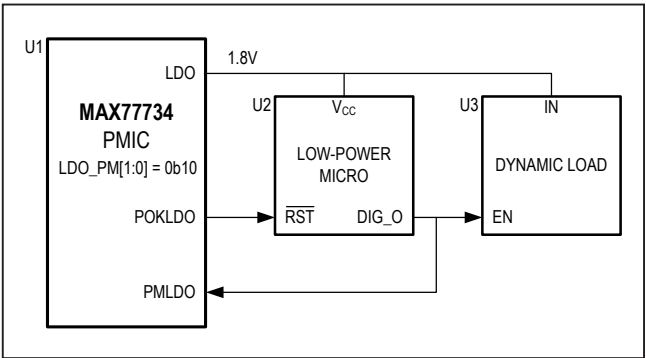 U1
LDO
1.8V
MAX77734
PMIC
LDO_PM[1:0] = 0b10
POKLDO
PMLDO
U2
VCC
LOW-POWER
MICRO
RST
DIG_O
U3
IN
DYNAMIC LOAD
EN